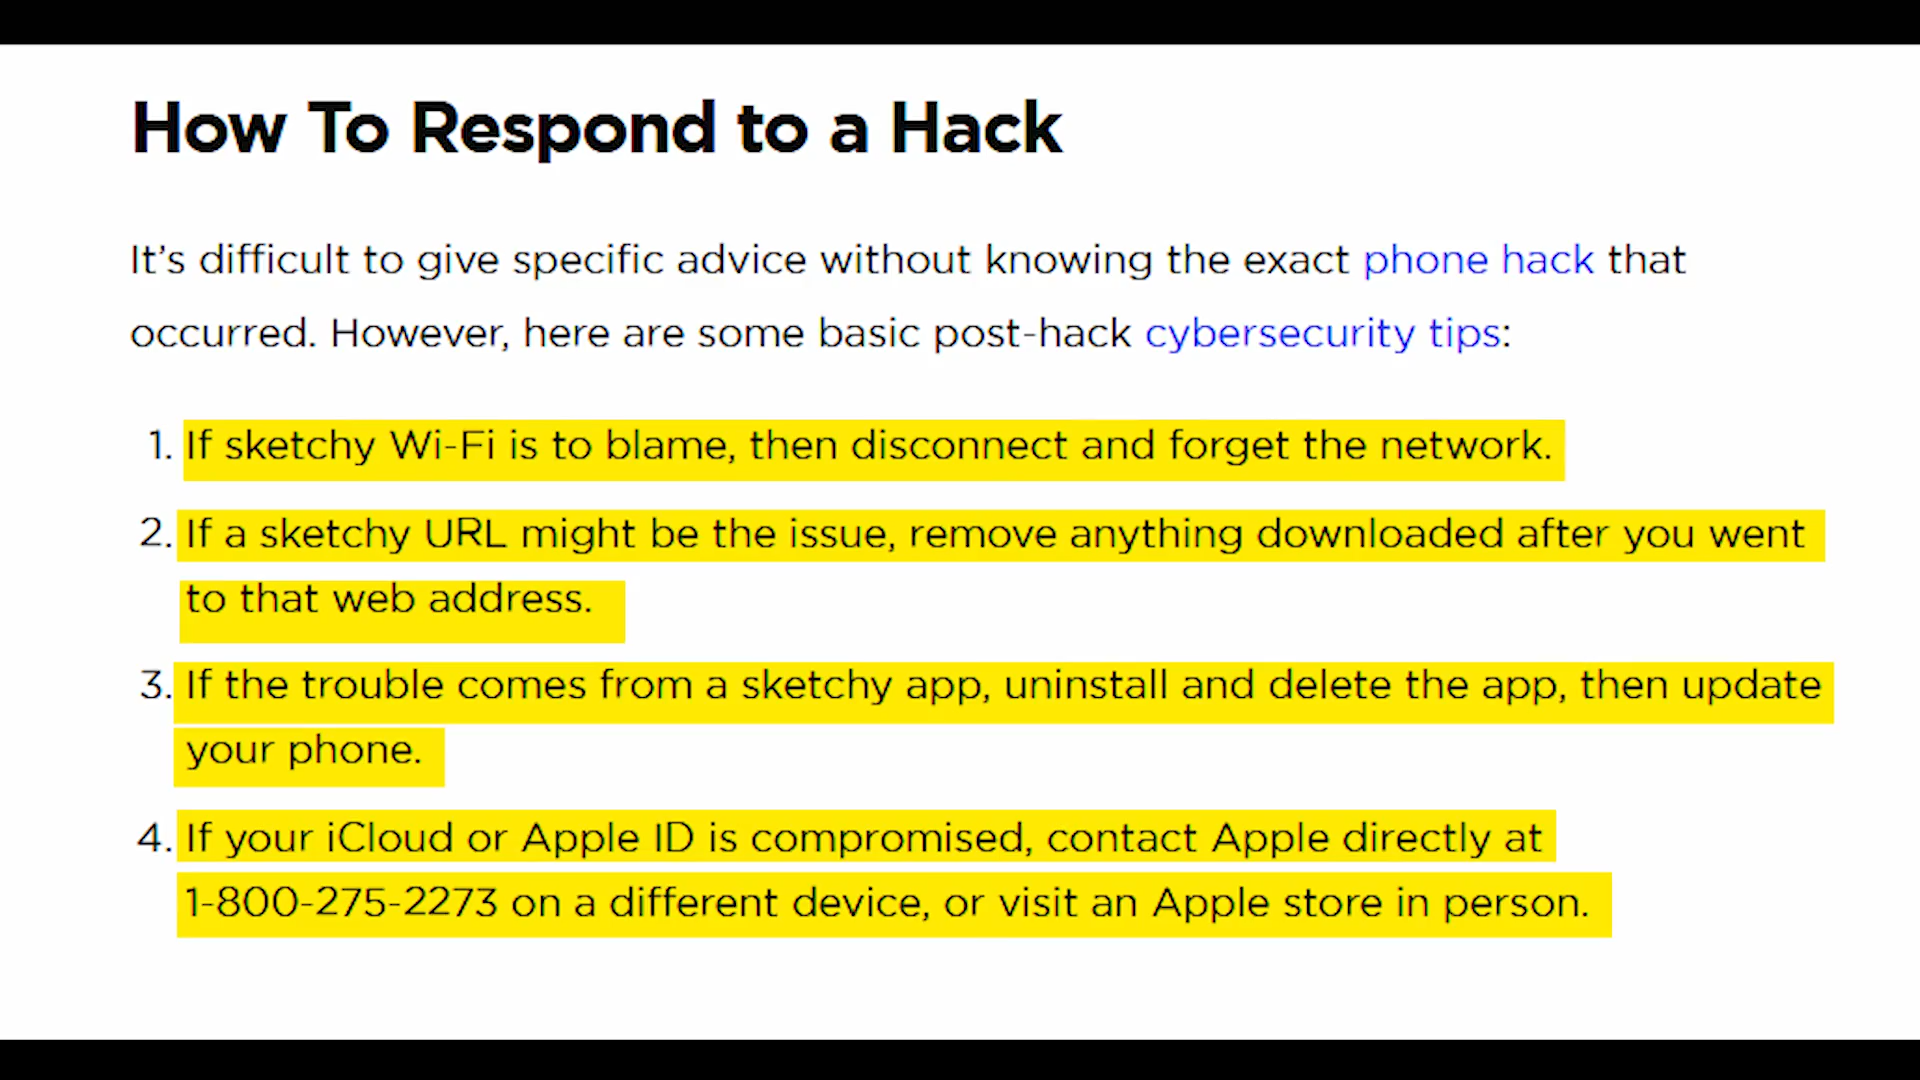 How To Respond to a Hack
It’s difficult to give specific advice without knowing the exact phone hack that
occurred. However, here are some basic post-hack cybersecurity tips:
1. If sketchy Wi-Fi is to blame, then disconnect and forget the network.
2. If a sketchy URL might be the issue, remove anything downloaded after you went
to that web address.
3. If the trouble comes from a sketchy app, uninstall and delete the app, then update
your phone.
4. If your iCloud or Apple ID is compromised, contact Apple directly at
1-800-275-2273 on a different device, or visit an Apple store in person.